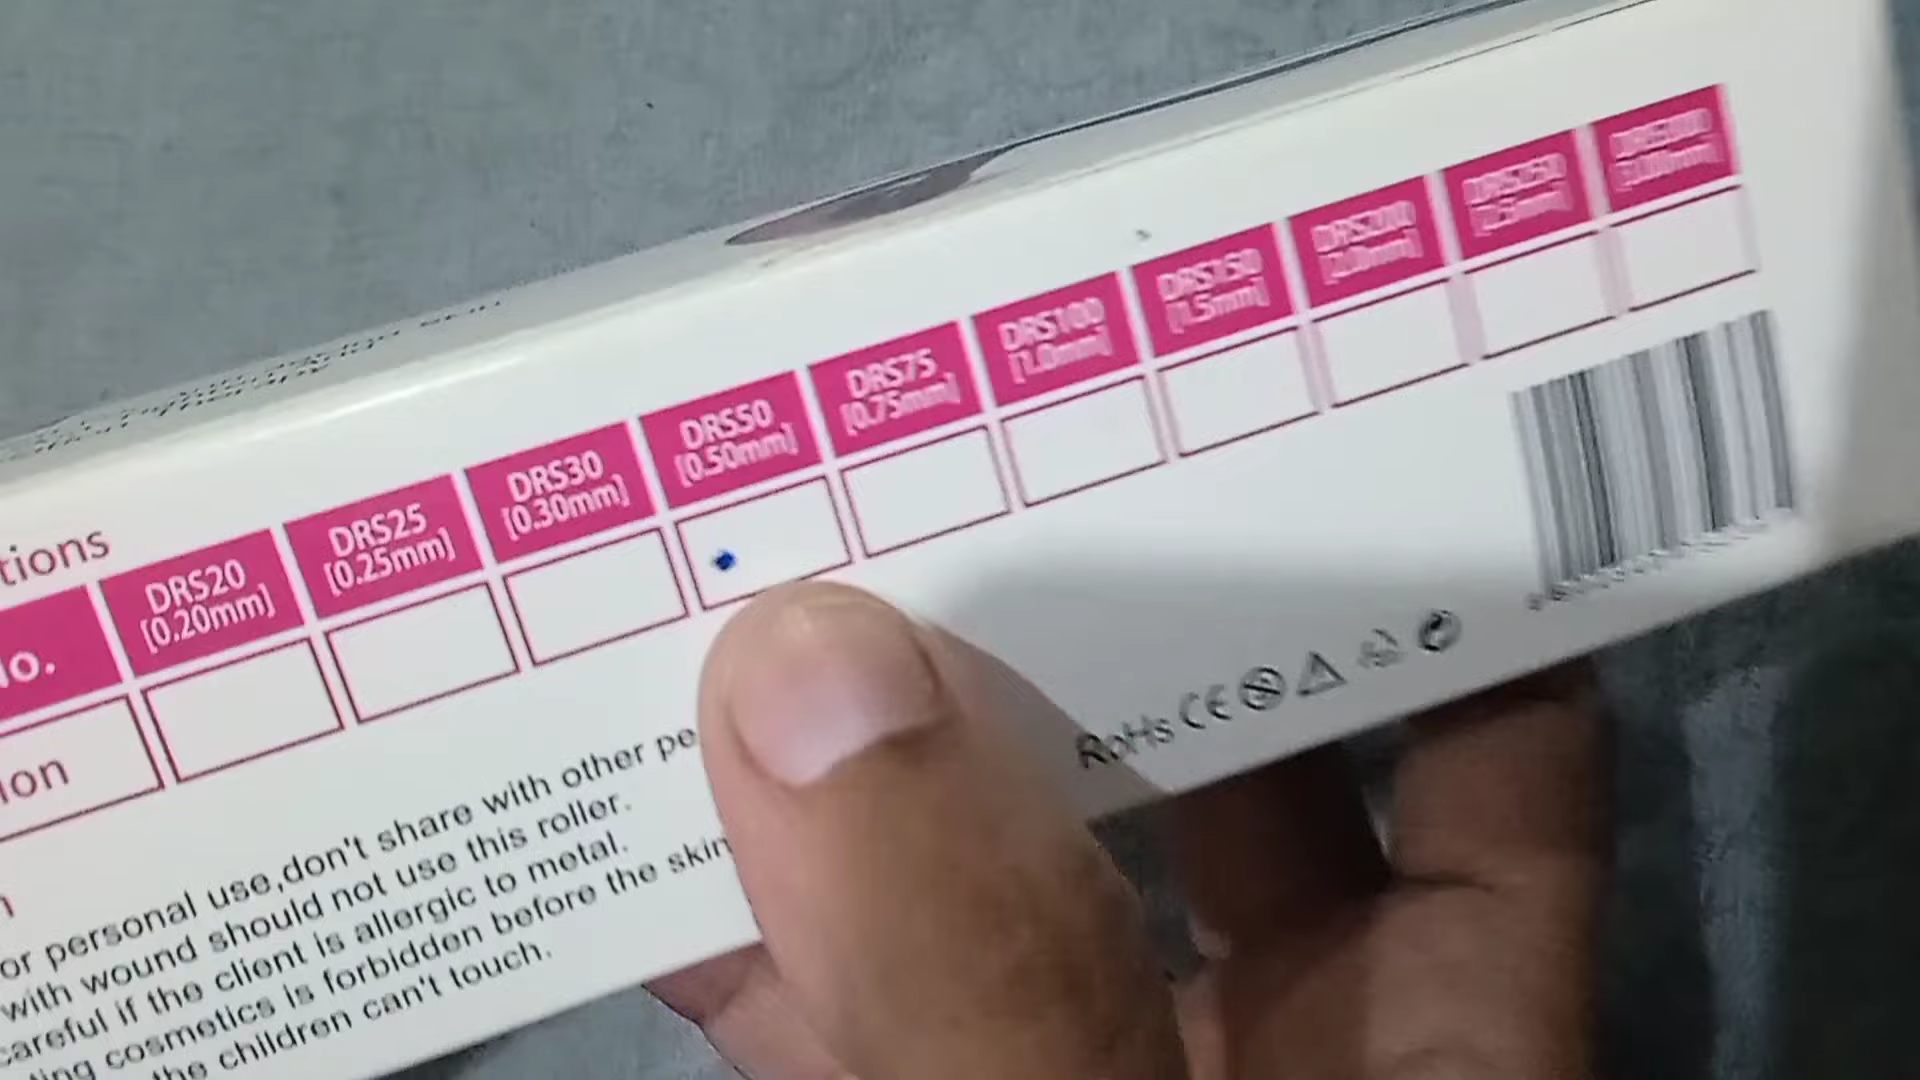 tions
lo.
DRS20
[0.20mm]
DRS25
[0.25mm]
DRS30
[0.30mm]
DRS50
[0.50mm]
DRS75
[0.75mm]
DRS100
[1.0mm]
DRS150
[1.5mm]
DRS200
[2.0mm]
ion
or personal use,don't share with other pe
with wound should not use this roller.
careful if the client is allergic to metal.
ting cosmetics is forbidden before the skin
the children can't touch.
RoHs CE